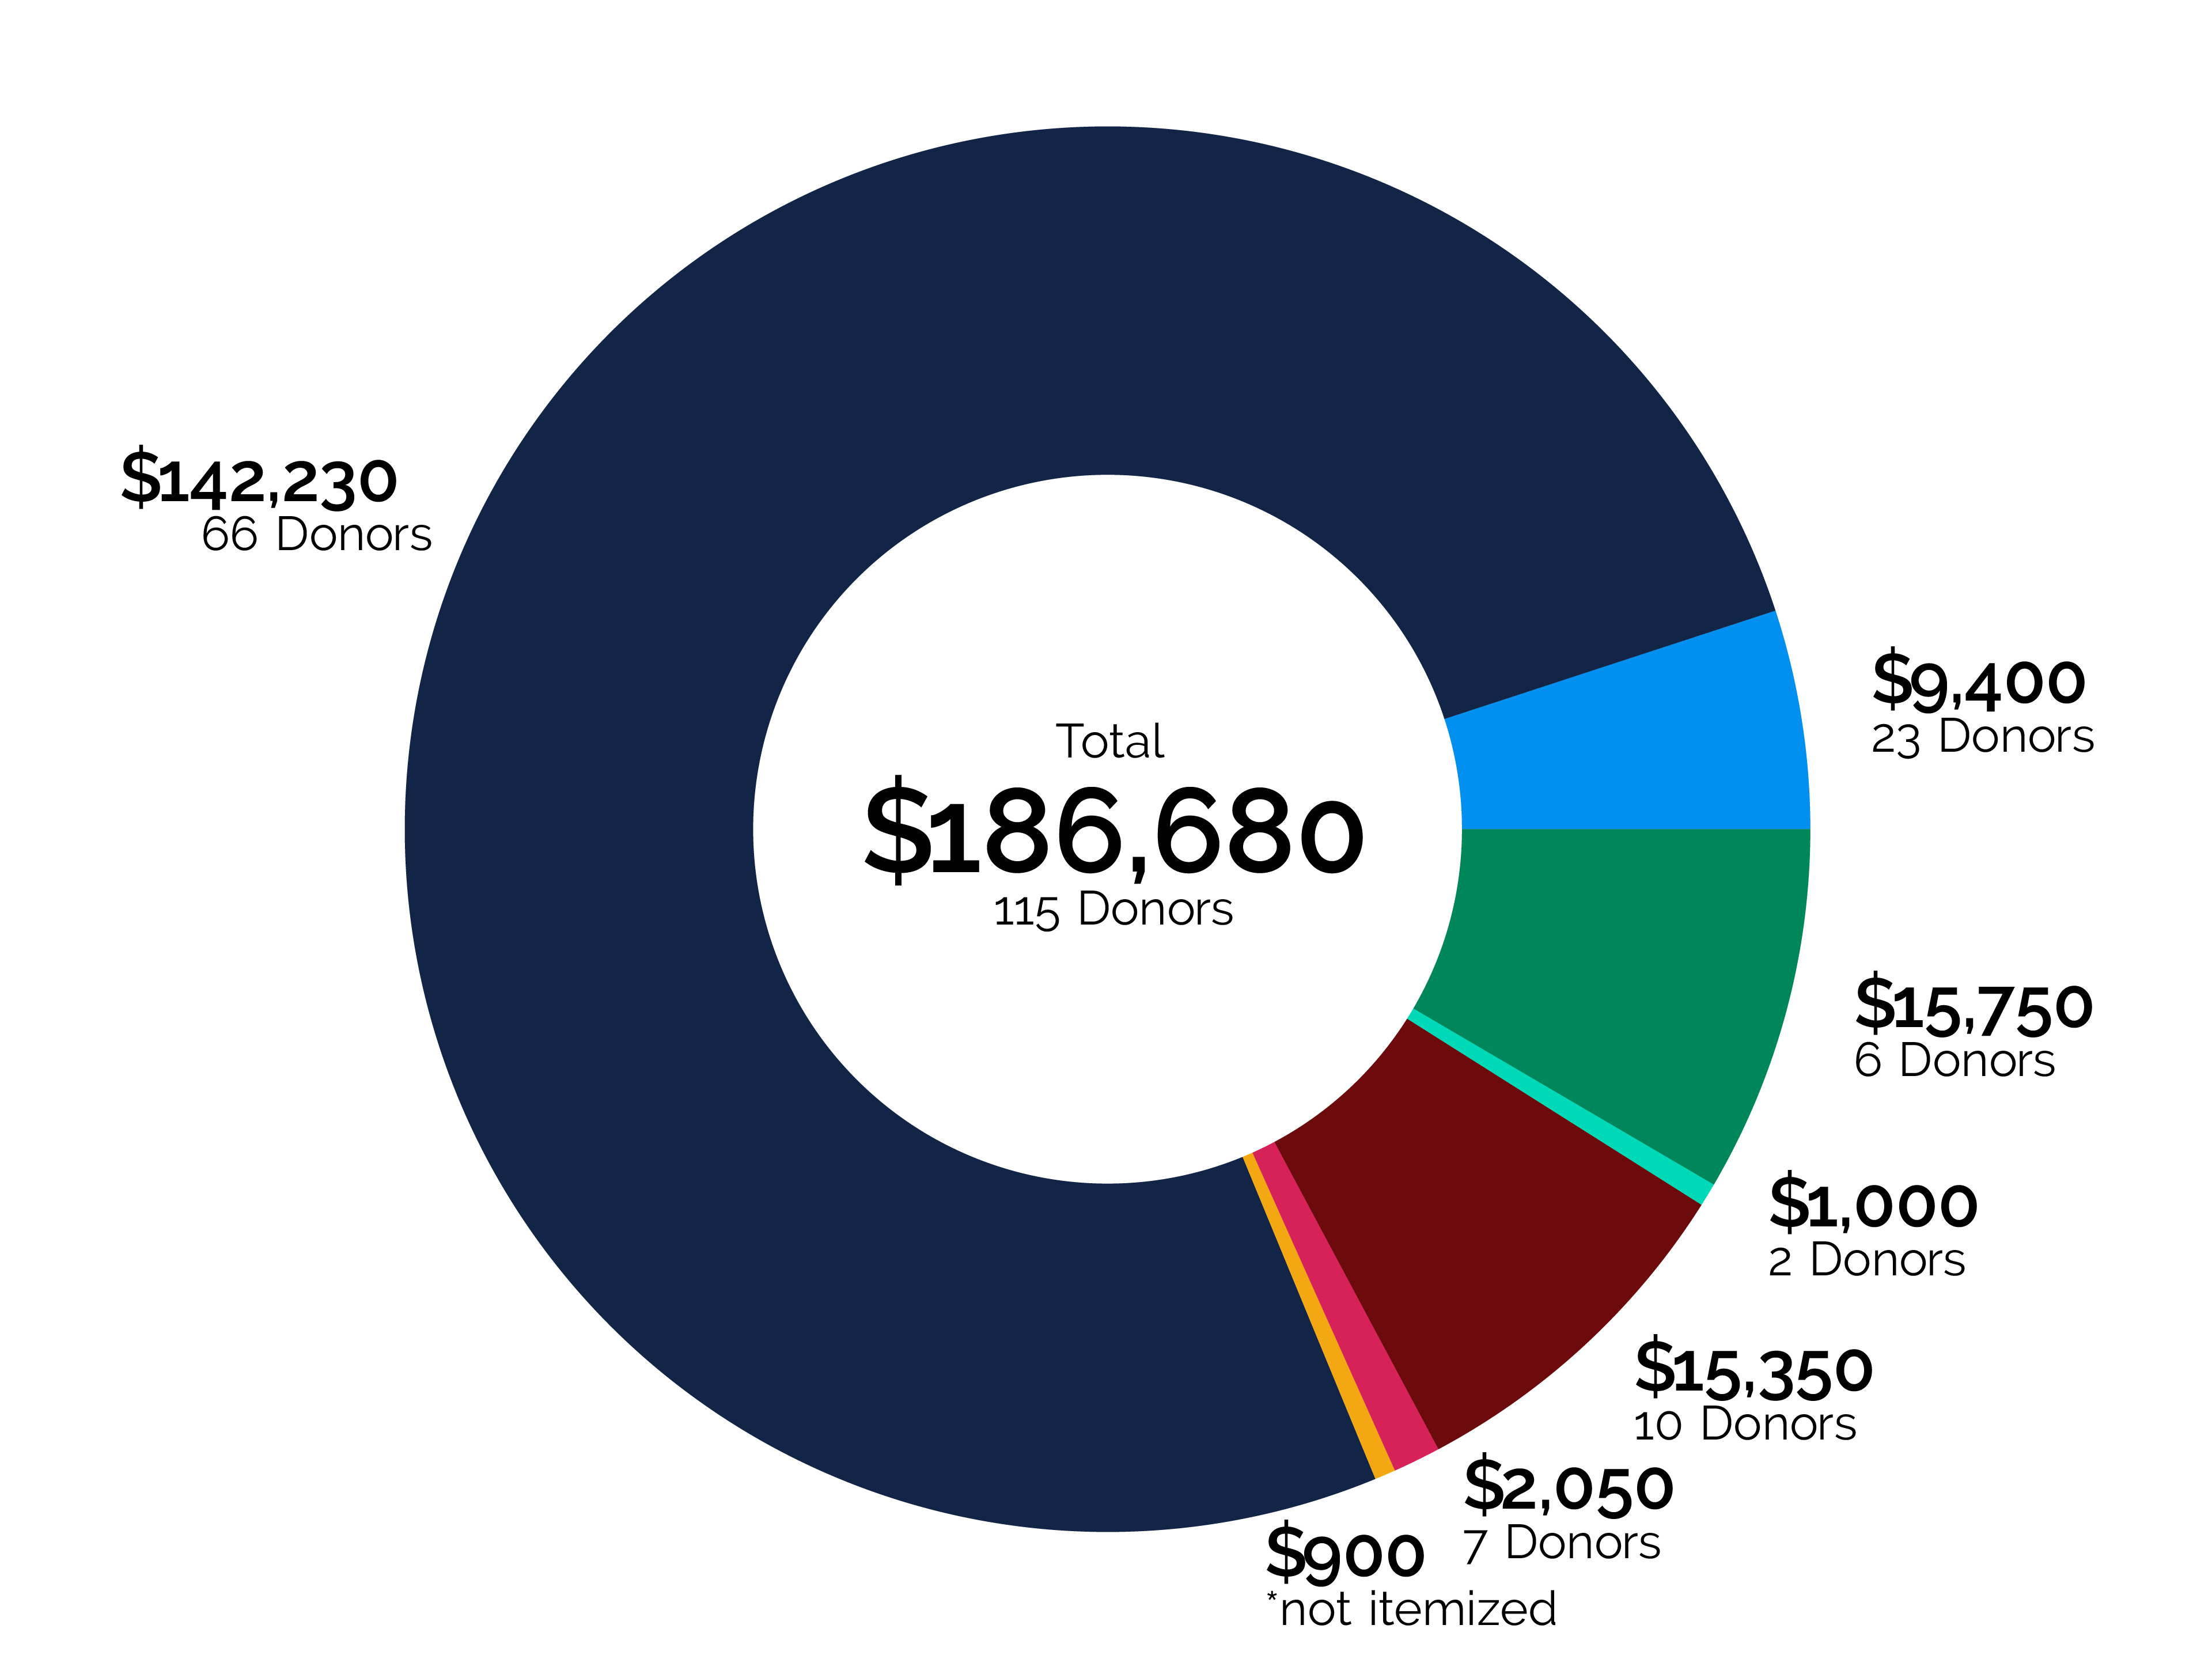 $142,230
66 Donors
Total
$186,680
115 Donors
$9,400
23 Donors
$15,750
6 Donors
$1,000
2 Donors
$15,350
10 Donors
$2,050
7 Donors
$900
*not itemized